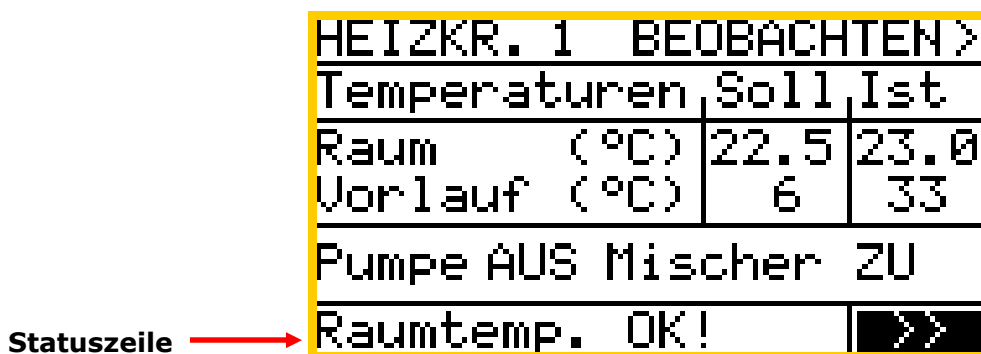 HEIZKR. 1 BEOBACHTEN>
Temperaturen Soll Ist
Raum (°C) 22.5 23.0
Vorlauf (°C) 6 33
Pumpe AUS Mischer ZU
Statuszeile Raumtemp. OK! >>